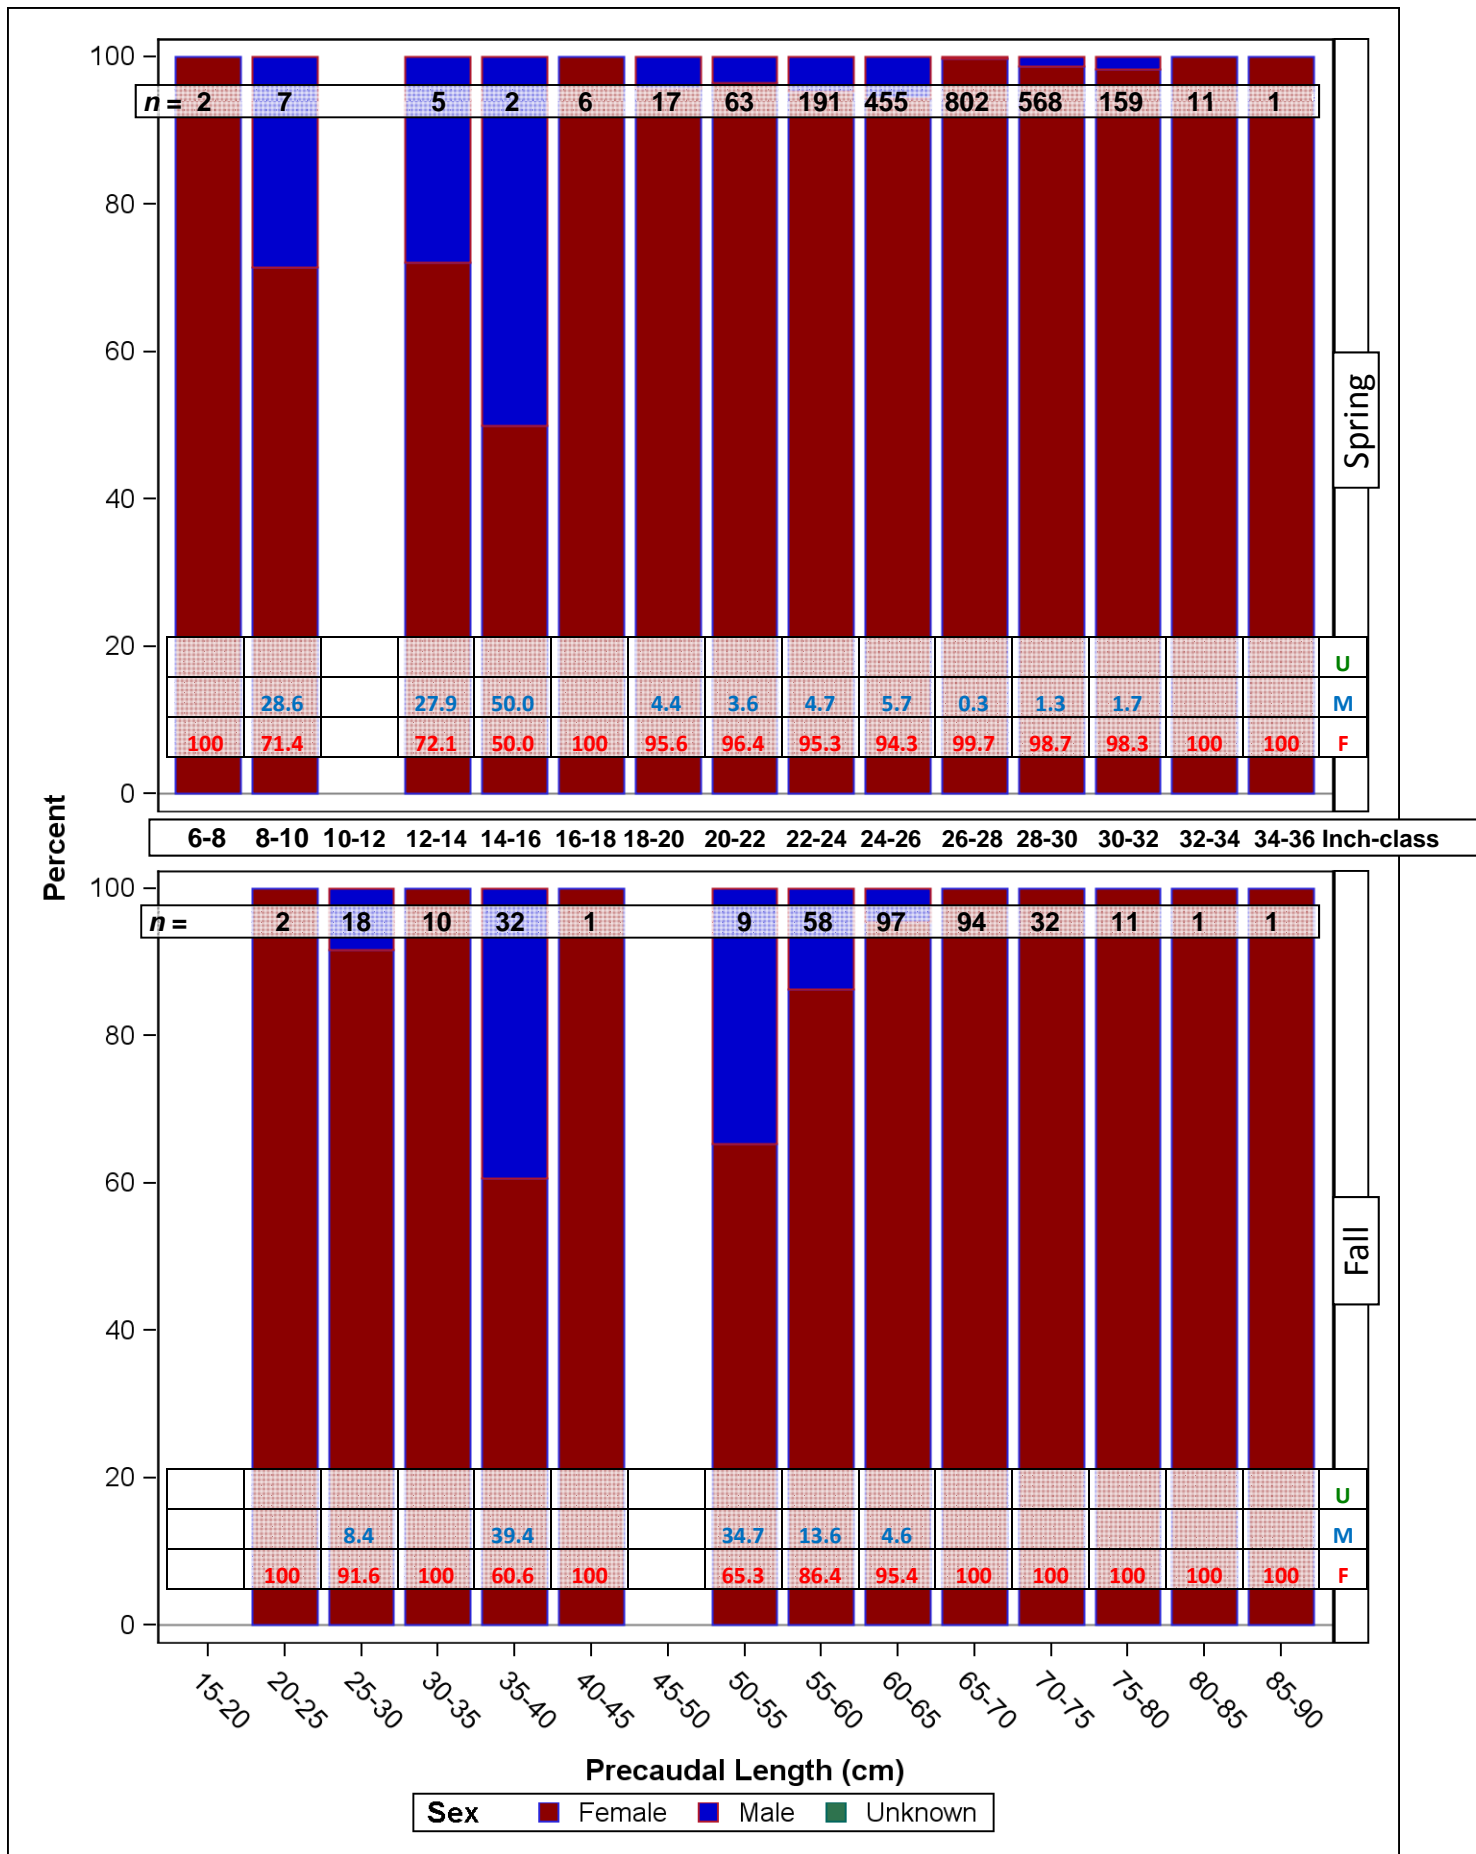 100
n = 2 7 5 2 6 17 63 191 455 802 568 159 11 1
80
60
Spring
40
20
U
28.6 27.9 50.0 4.4 3.6 4.7 5.7 0.3 1.3 1.7 M
100 71.4 72.1 50.0 100 95.6 96.4 95.3 94.3 99.7 98.7 98.3 100 100 F
0
Percent
6-8 8-10 10-12 12-14 14-16 16-18 18-20 20-22 22-24 24-26 26-28 28-30 30-32 32-34 34-36 Inch-class
100
n = 2 18 10 32 1 9 58 97 94 32 11 1 1
80
60
Fall
40
20
U
8.4 39.4 34.7 13.6 4.6 M
100 91.6 100 60.6 100 65.3 86.4 95.4 100 100 100 100 100 F
0
15-20 20-25 25-30 30-35 35-40 40-45 45-50 50-55 55-60 60-65 65-70 70-75 75-80 80-85 85-90
Precaudal Length (cm)
Sex Female Male Unknown